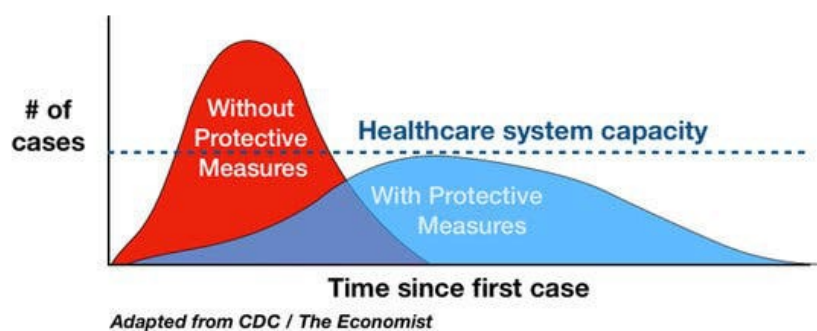 # of
cases
Without
Protective
Measures
Healthcare system capacity
With Protective
Measures
Time since first case
Adapted from CDC / The Economist